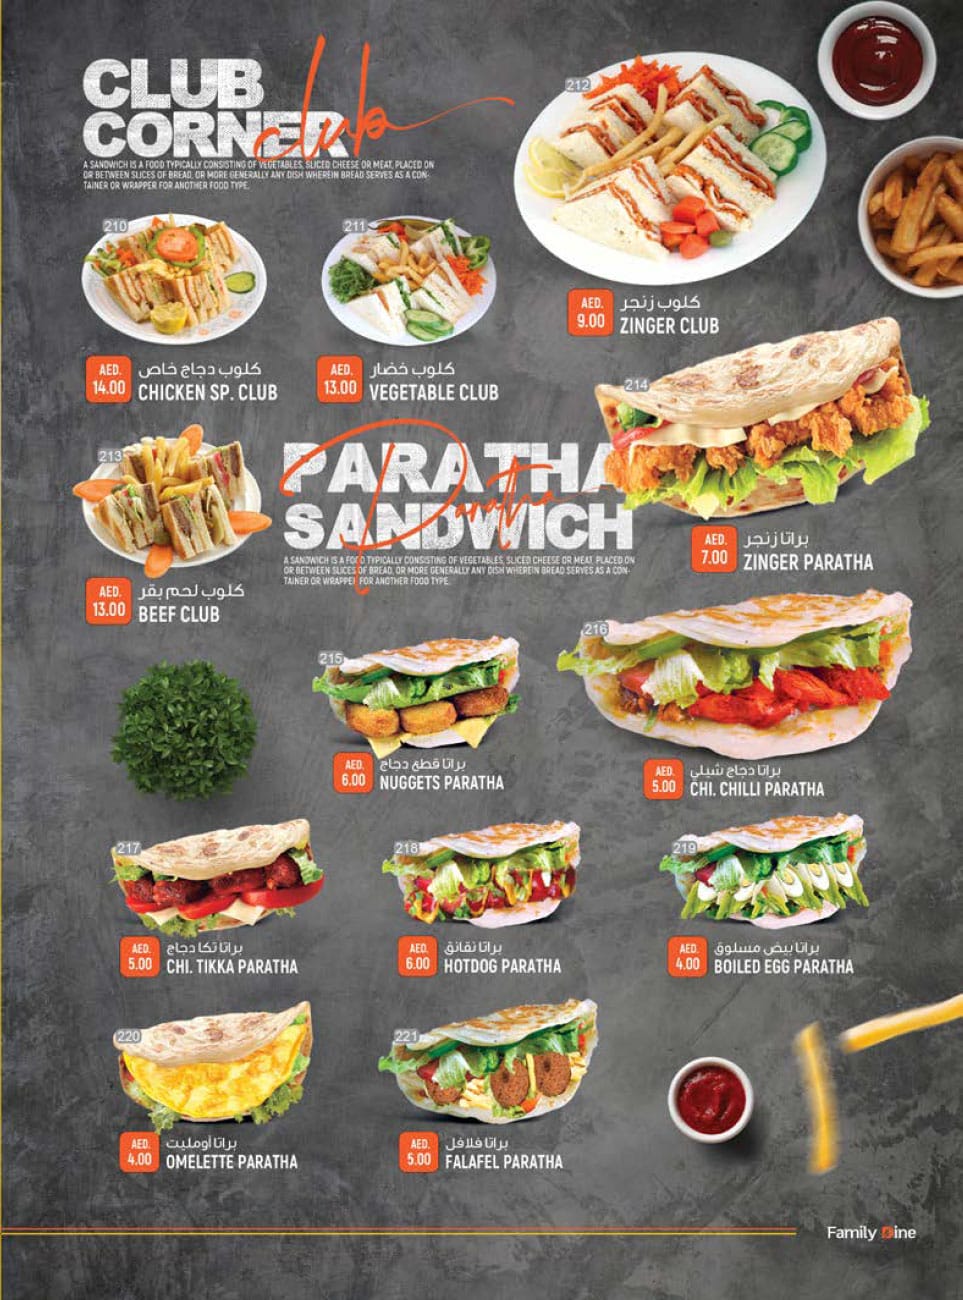 CLUB
CORNER
club
A SANDWICH IS A FOOD TYPICALLY CONSISTING OF VEGETABLES, SLICED CHEESE OR MEAT, PLACED ON
OR BETWEEN SLICES OF BREAD, OR MORE GENERALLY ANY DISH WHEREIN BREAD SERVES AS A CON-
TAINER OR WRAPPER FOR ANOTHER FOOD TYPE.
212
AED.
9.00
كلوب زنجر
ZINGER CLUB
210
AED.
14.00
كلوب دجاج خاص
CHICKEN SP. CLUB
211
AED.
13.00
كلوب خضار
VEGETABLE CLUB
213
AED.
13.00
كلوب لحم بقر
BEEF CLUB
PARATHA
SANDWICH
Paratha
A SANDWICH IS A FOOD TYPICALLY CONSISTING OF VEGETABLES, SLICED CHEESE OR MEAT, PLACED ON
OR BETWEEN SLICES OF BREAD, OR MORE GENERALLY ANY DISH WHEREIN BREAD SERVES AS A CON-
TAINER OR WRAPPER FOR ANOTHER FOOD TYPE.
214
AED.
7.00
براتا زنجر
ZINGER PARATHA
215
AED.
6.00
براتا قطع دجاج
NUGGETS PARATHA
216
AED.
5.00
براتا دجاج شيلي
CHI. CHILLI PARATHA
217
AED.
5.00
براتا تكا دجاج
CHI. TIKKA PARATHA
218
AED.
6.00
براتا نقانق
HOTDOG PARATHA
219
AED.
4.00
براتا بيض مسلوق
BOILED EGG PARATHA
220
AED.
4.00
براتا أومليت
OMELETTE PARATHA
221
AED.
5.00
براتا فلافل
FALAFEL PARATHA
Family Dine